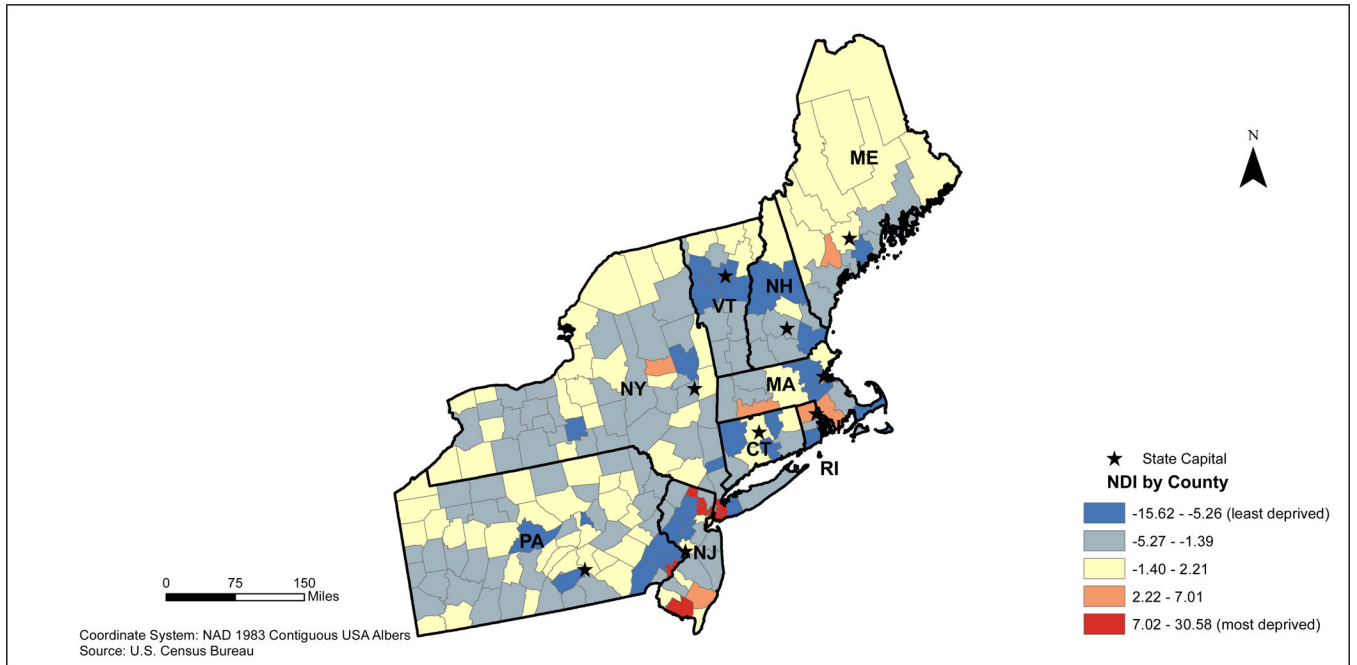 N
ME
VT
NH
NY
MA
CT
RI
PA
NJ
State Capital
NDI by County
-15.62 - -5.26 (least deprived)
-5.27 - -1.39
-1.40 - 2.21
2.22 - 7.01
7.02 - 30.58 (most deprived)
0 75 150
Miles
Coordinate System: NAD 1983 Contiguous USA Albers
Source: U.S. Census Bureau